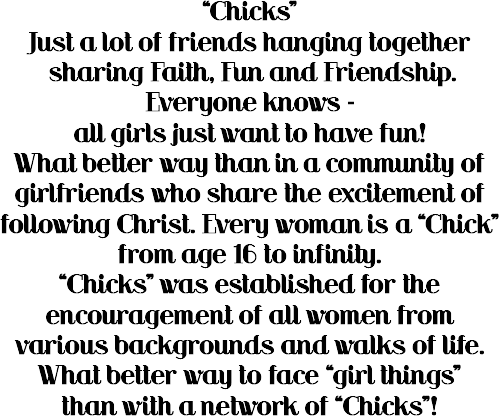 “Chicks”
Just a lot of friends hanging together
sharing Faith, Fun and Friendship.
Everyone knows -
all girls just want to have fun!
What better way than in a community of
girlfriends who share the excitement of
following Christ. Every woman is a “Chick”
from age 16 to infinity.
“Chicks” was established for the
encouragement of all women from
various backgrounds and walks of life.
What better way to face “girl things”
than with a network of “Chicks”!